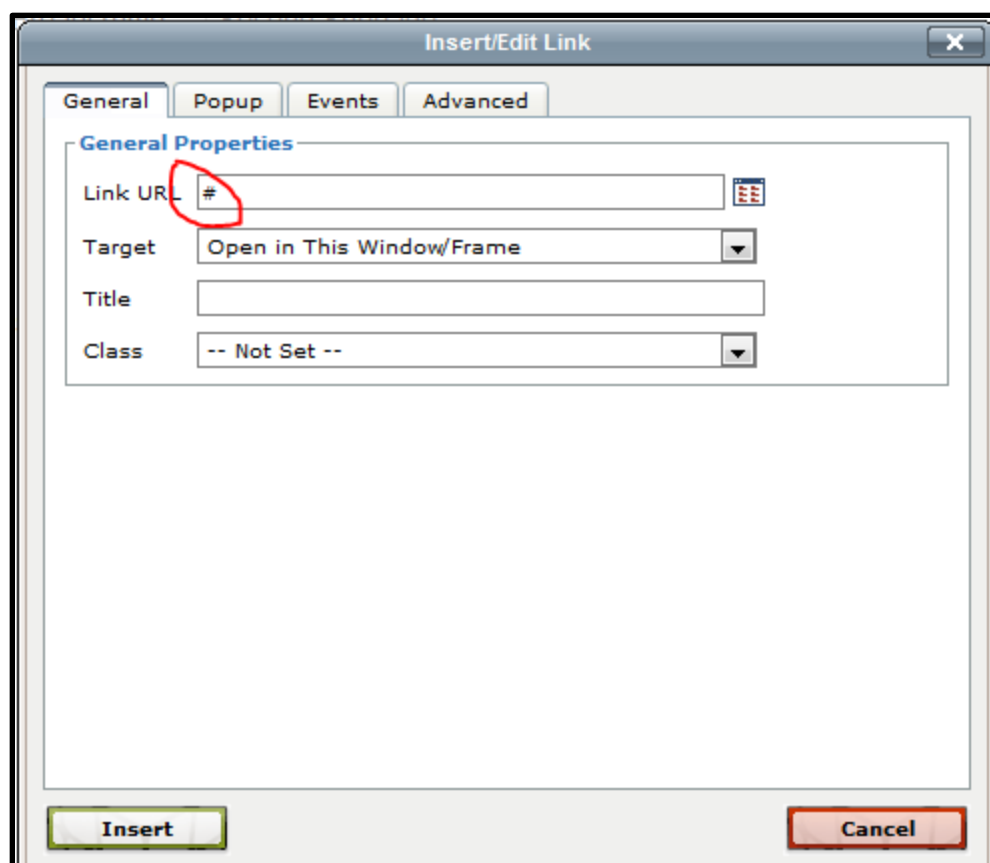 Insert/Edit Link
General Popup Events Advanced
General Properties
Link URL #
Target Open in This Window/Frame
Title
Class -- Not Set --
Insert Cancel